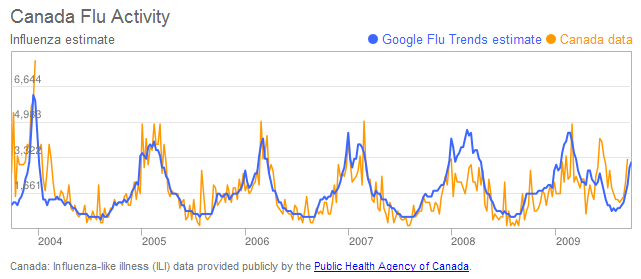 Canada Flu Activity
Influenza estimate
Google Flu Trends estimate Canada data
6,644
4,983
3,322
1,661
2004 2005 2006 2007 2008 2009
Canada: Influenza-like illness (ILI) data provided publicly by the Public Health Agency of Canada.